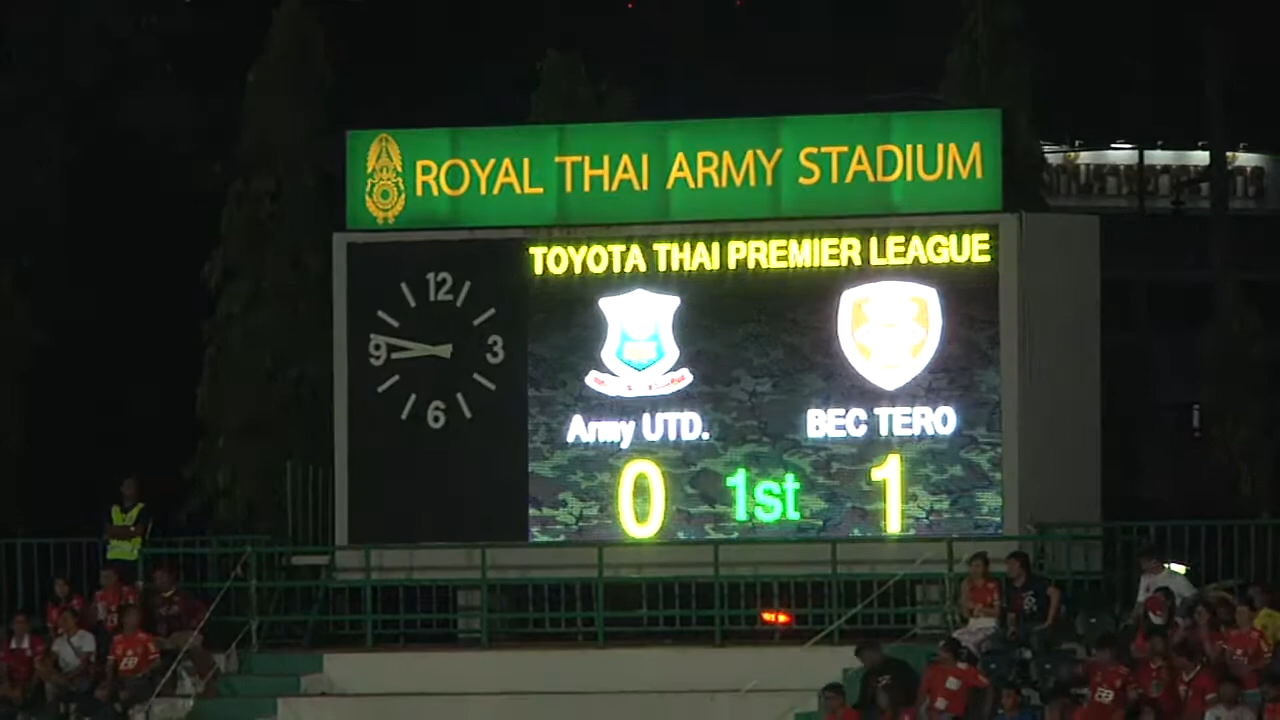 ROYAL THAI ARMY STADIUM
TOYOTA THAI PREMIER LEAGUE
12
9 3
6
Army UTD. BEC TERO
0 1st 1